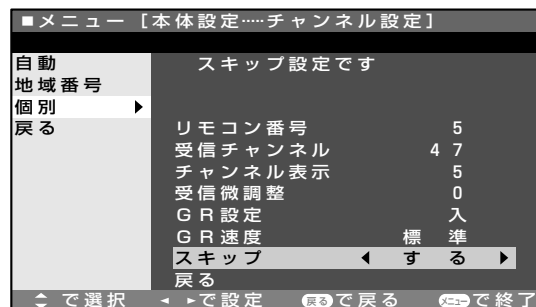 ■メニュー [本体設定‥‥チャンネル設定]
自動
地域番号
個別 ▶
戻る
スキップ設定です
リモコン番号 5
受信チャンネル 47
チャンネル表示 5
受信微調整 0
GR設定 入
GR速度 標準
スキップ ◀ する ▶
戻る
で選択 ◀ ▶で設定 戻るで戻る メニューで終了